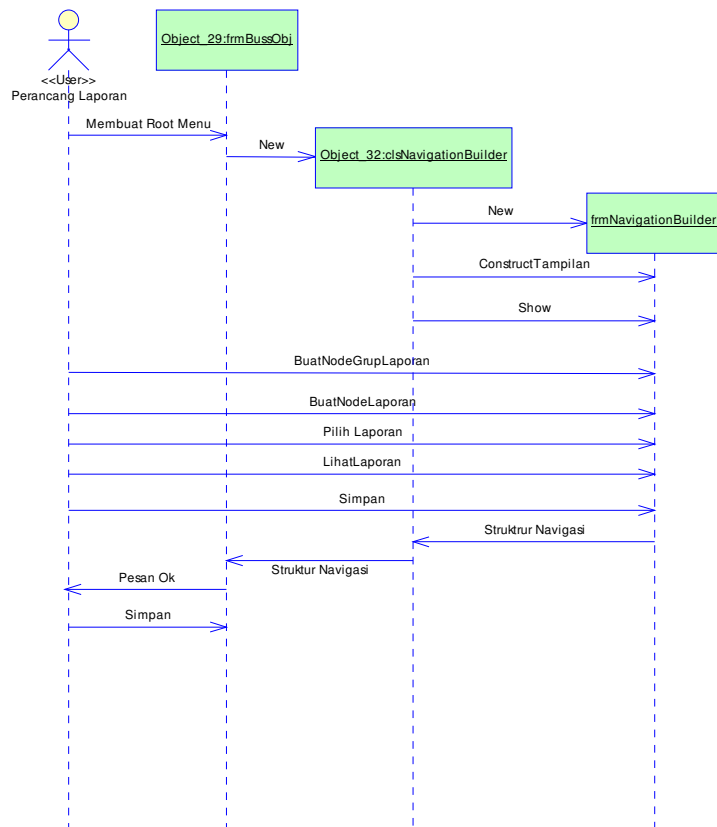 Object_29:frmBussObj
<<User>>
Perancang Laporan
Membuat Root Menu
New
Object_32:clsNavigationBuilder
New
frmNavigationBuilder
ConstructTampilan
Show
BuatNodeGrupLaporan
BuatNodeLaporan
Pilih Laporan
LihatLaporan
Simpan
Struktrur Navigasi
Struktur Navigasi
Pesan Ok
Simpan